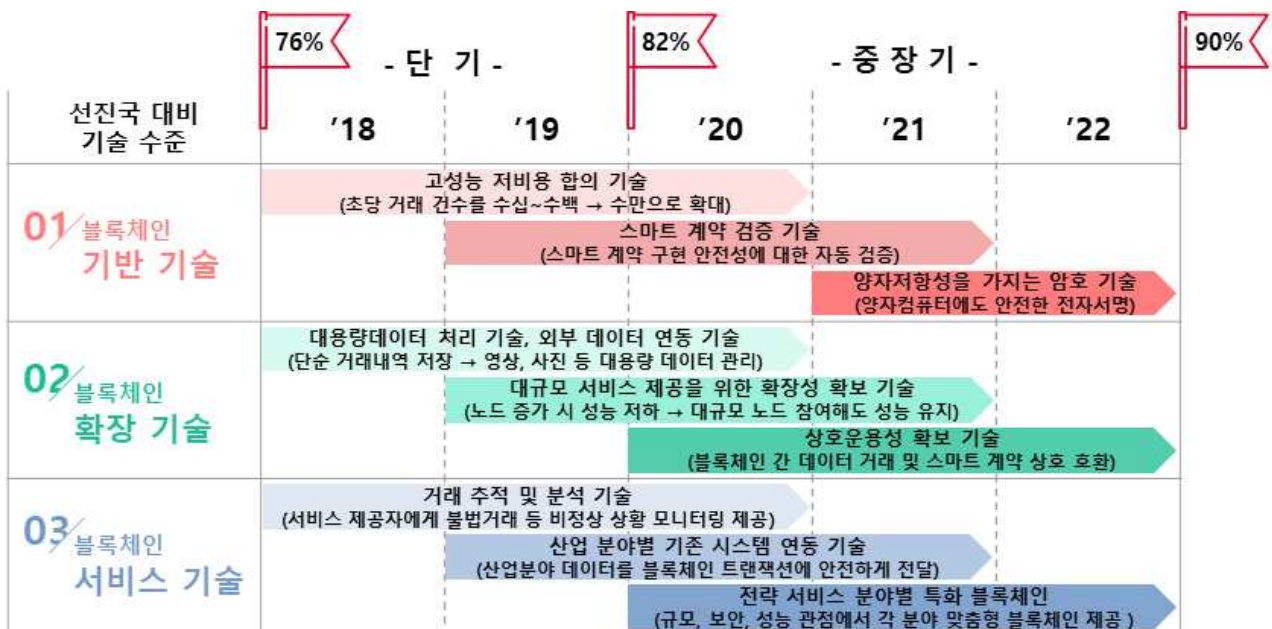 76%
- 단 기 -
82%
- 중 장 기 -
90%
선진국 대비
기술 수준
’18
’19
’20
’21
’22
01 블록체인
기반 기술
고성능 저비용 합의 기술
(초당 거래 건수를 수십~수백 → 수만으로 확대)
스마트 계약 검증 기술
(스마트 계약 구현 안전성에 대한 자동 검증)
양자저항성을 가지는 암호 기술
(양자컴퓨터에도 안전한 전자서명)
02 블록체인
확장 기술
대용량데이터 처리 기술, 외부 데이터 연동 기술
(단순 거래내역 저장 → 영상, 사진 등 대용량 데이터 관리)
대규모 서비스 제공을 위한 확장성 확보 기술
(노드 증가 시 성능 저하 → 대규모 노드 참여해도 성능 유지)
상호운용성 확보 기술
(블록체인 간 데이터 거래 및 스마트 계약 상호 호환)
03 블록체인
서비스 기술
거래 추적 및 분석 기술
(서비스 제공자에게 불법거래 등 비정상 상황 모니터링 제공)
산업 분야별 기존 시스템 연동 기술
(산업분야 데이터를 블록체인 트랜잭션에 안전하게 전달)
전략 서비스 분야별 특화 블록체인
(규모, 보안, 성능 관점에서 각 분야 맞춤형 블록체인 제공 )